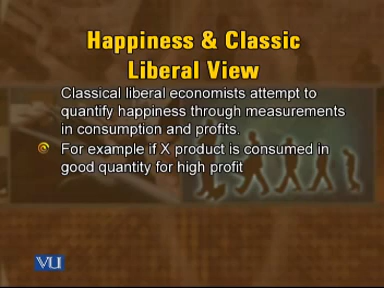 Happiness & Classic
Liberal View
Classical liberal economists attempt to
quantify happiness through measurements
in consumption and profits.
For example if X product is consumed in
good quantity for high profit
VU